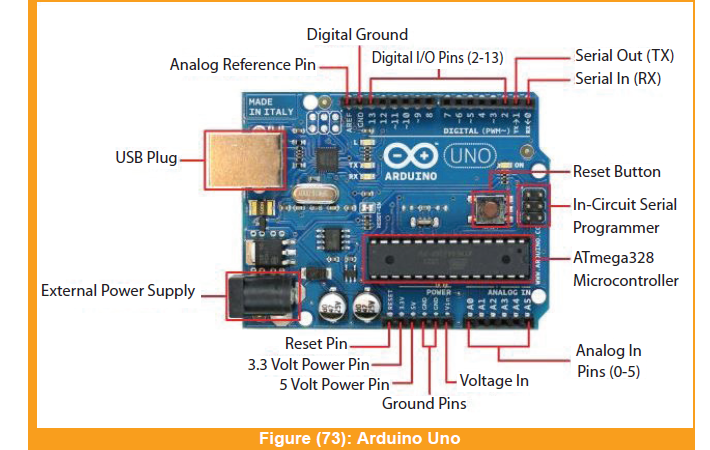 Digital Ground
Analog Reference Pin
Digital I/O Pins (2-13)
Serial Out (TX)
Serial In (RX)
MADE
IN ITALY
AREF
GND
13
12
~11
~10
~9
8
7
~6
~5
4
~3
2
TX→1
RX←0
DIGITAL (PWM~)
L
TX
RX
ARDUINO
UNO
ON
USB Plug
Reset Button
In-Circuit Serial
Programmer
ATmega328
Microcontroller
External Power Supply
POWER
ANALOG IN
RESET
3.3V
5V
GND
GND
Vin
A0
A1
A2
A3
A4
A5
Reset Pin
3.3 Volt Power Pin
5 Volt Power Pin
Ground Pins
Voltage In
Analog In
Pins (0-5)
Figure (73): Arduino Uno